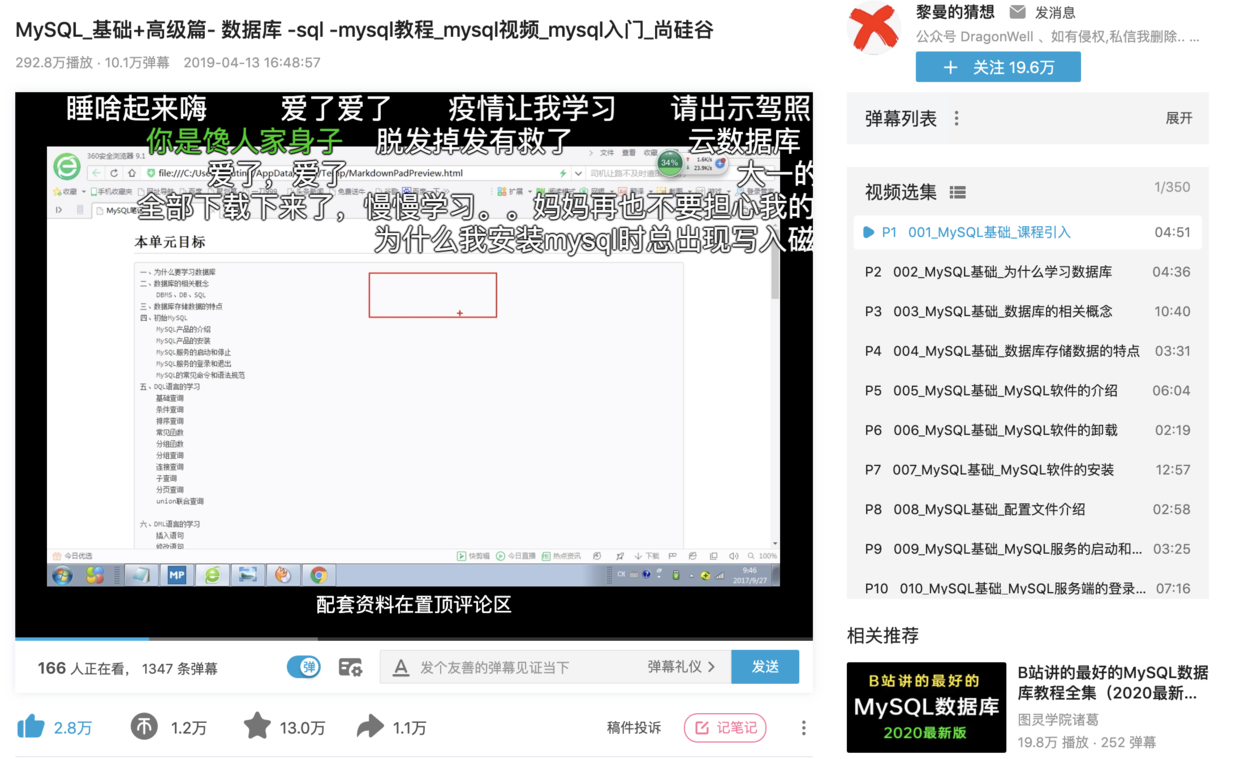 MySQL_基础+高级篇- 数据库 -sql -mysql教程_mysql视频_mysql入门_尚硅谷
292.8万播放 · 10.1万弹幕 2019-04-13 16:48:57
睡啥起来嗨 爱了爱了 疫情让我学习 请出示驾照
你是馋人家身子 脱发掉发有救了 云数据库
爱了，爱了 大一的
全部下载下来了，慢慢学习。。妈妈再也不要担心我的
为什么我安装mysql时总出现写入磁
360安全浏览器 9.1
文件 查看 收藏
34%
1.6K/s
23.9K/s
本单元目标
一、为什么要学习数据库
二、数据库的相关概念
DBMS、DB、SQL
三、数据库存储数据的特点
四、初始MySQL
MySQL产品的介绍
MySQL产品的安装
MySQL服务的启动和停止
MySQL服务的登录和退出
MySQL的常见命令和语法规范
五、DQL语言的学习
基础查询
条件查询
排序查询
常见函数
分组函数
分组查询
连接查询
子查询
分页查询
union联合查询
六、DML语言的学习
插入语句
修改语句
今日优选 快剪辑 今日直播 热点资讯 下载 100%
MP
CK
9:46
2017/9/27
配套资料在置顶评论区
166 人正在看， 1347 条弹幕
弹
发个友善的弹幕见证当下 弹幕礼仪 发送
2.8万 1.2万 13.0万 1.1万 稿件投诉 记笔记
黎曼的猜想 发消息
公众号 DragonWell 、如有侵权,私信我删除.. ...
关注 19.6万
弹幕列表 展开
视频选集 1/350
P1 001_MySQL基础_课程引入 04:51
P2 002_MySQL基础_为什么学习数据库 04:36
P3 003_MySQL基础_数据库的相关概念 10:40
P4 004_MySQL基础_数据库存储数据的特点 03:31
P5 005_MySQL基础_MySQL软件的介绍 06:04
P6 006_MySQL基础_MySQL软件的卸载 02:19
P7 007_MySQL基础_MySQL软件的安装 12:57
P8 008_MySQL基础_配置文件介绍 02:58
P9 009_MySQL基础_MySQL服务的启动和... 03:25
P10 010_MySQL基础_MySQL服务端的登录... 07:16
相关推荐
B站讲的最好的
MySQL数据库
2020最新版
B站讲的最好的MySQL数据
库教程全集（2020最新...
图灵学院诸葛
19.8万 播放 · 252 弹幕